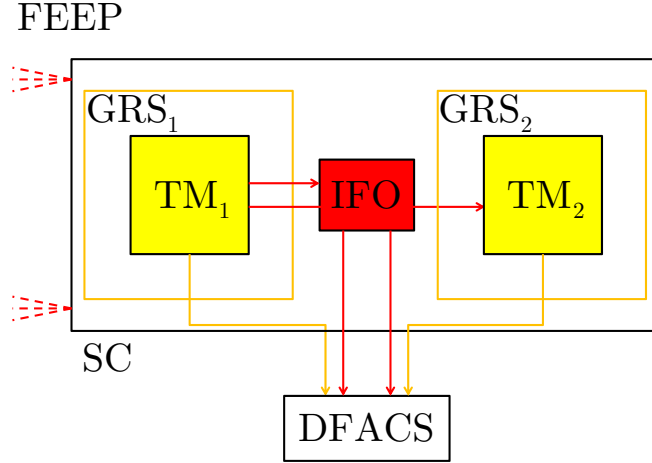 FEEP
GRS₁
GRS₂
TM₁
IFO
TM₂
SC
DFACS